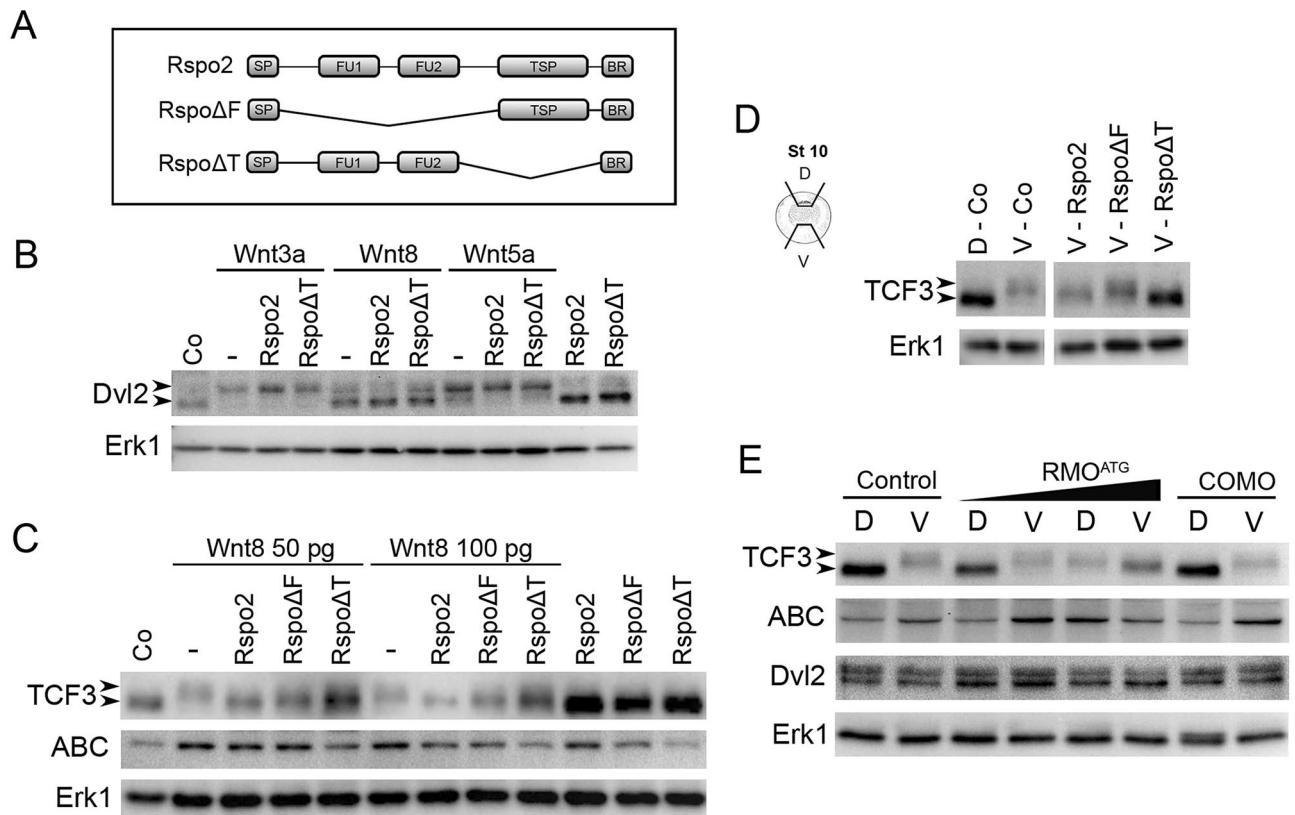 A
Rspo2 SP FU1 FU2 TSP BR
RspoΔF SP TSP BR
RspoΔT SP FU1 FU2 BR
B
Wnt3a Wnt8 Wnt5a
Co - Rspo2 RspoΔT - Rspo2 RspoΔT - Rspo2 RspoΔT Rspo2 RspoΔT
Dvl2
Erk1
C
Wnt8 50 pg Wnt8 100 pg
Co - Rspo2 RspoΔF RspoΔT - Rspo2 RspoΔF RspoΔT Rspo2 RspoΔF RspoΔT
TCF3
ABC
Erk1
D
St 10
D
V
D - Co V - Co V - Rspo2 V - RspoΔF V - RspoΔT
TCF3
Erk1
E
Control RMOᴬᵀᴳ COMO
D V D V D V D V
TCF3
ABC
Dvl2
Erk1